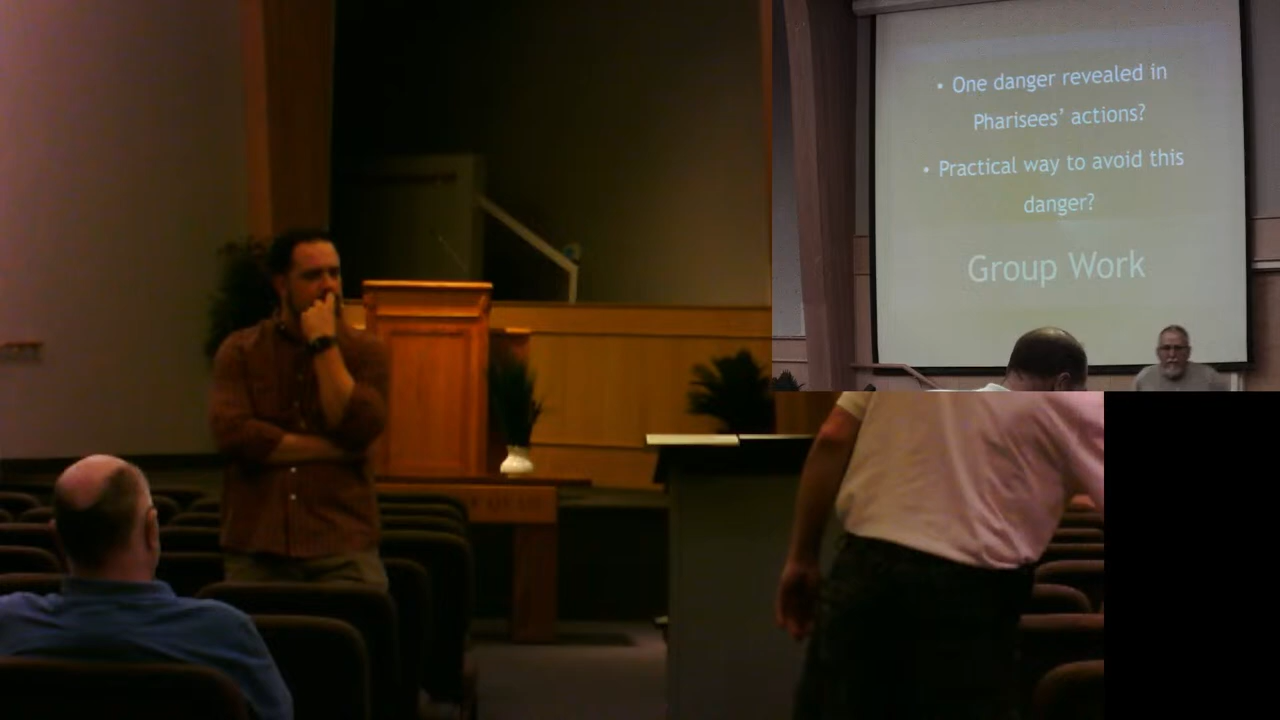 • One danger revealed in
Pharisees’ actions?
• Practical way to avoid this
danger?
Group Work